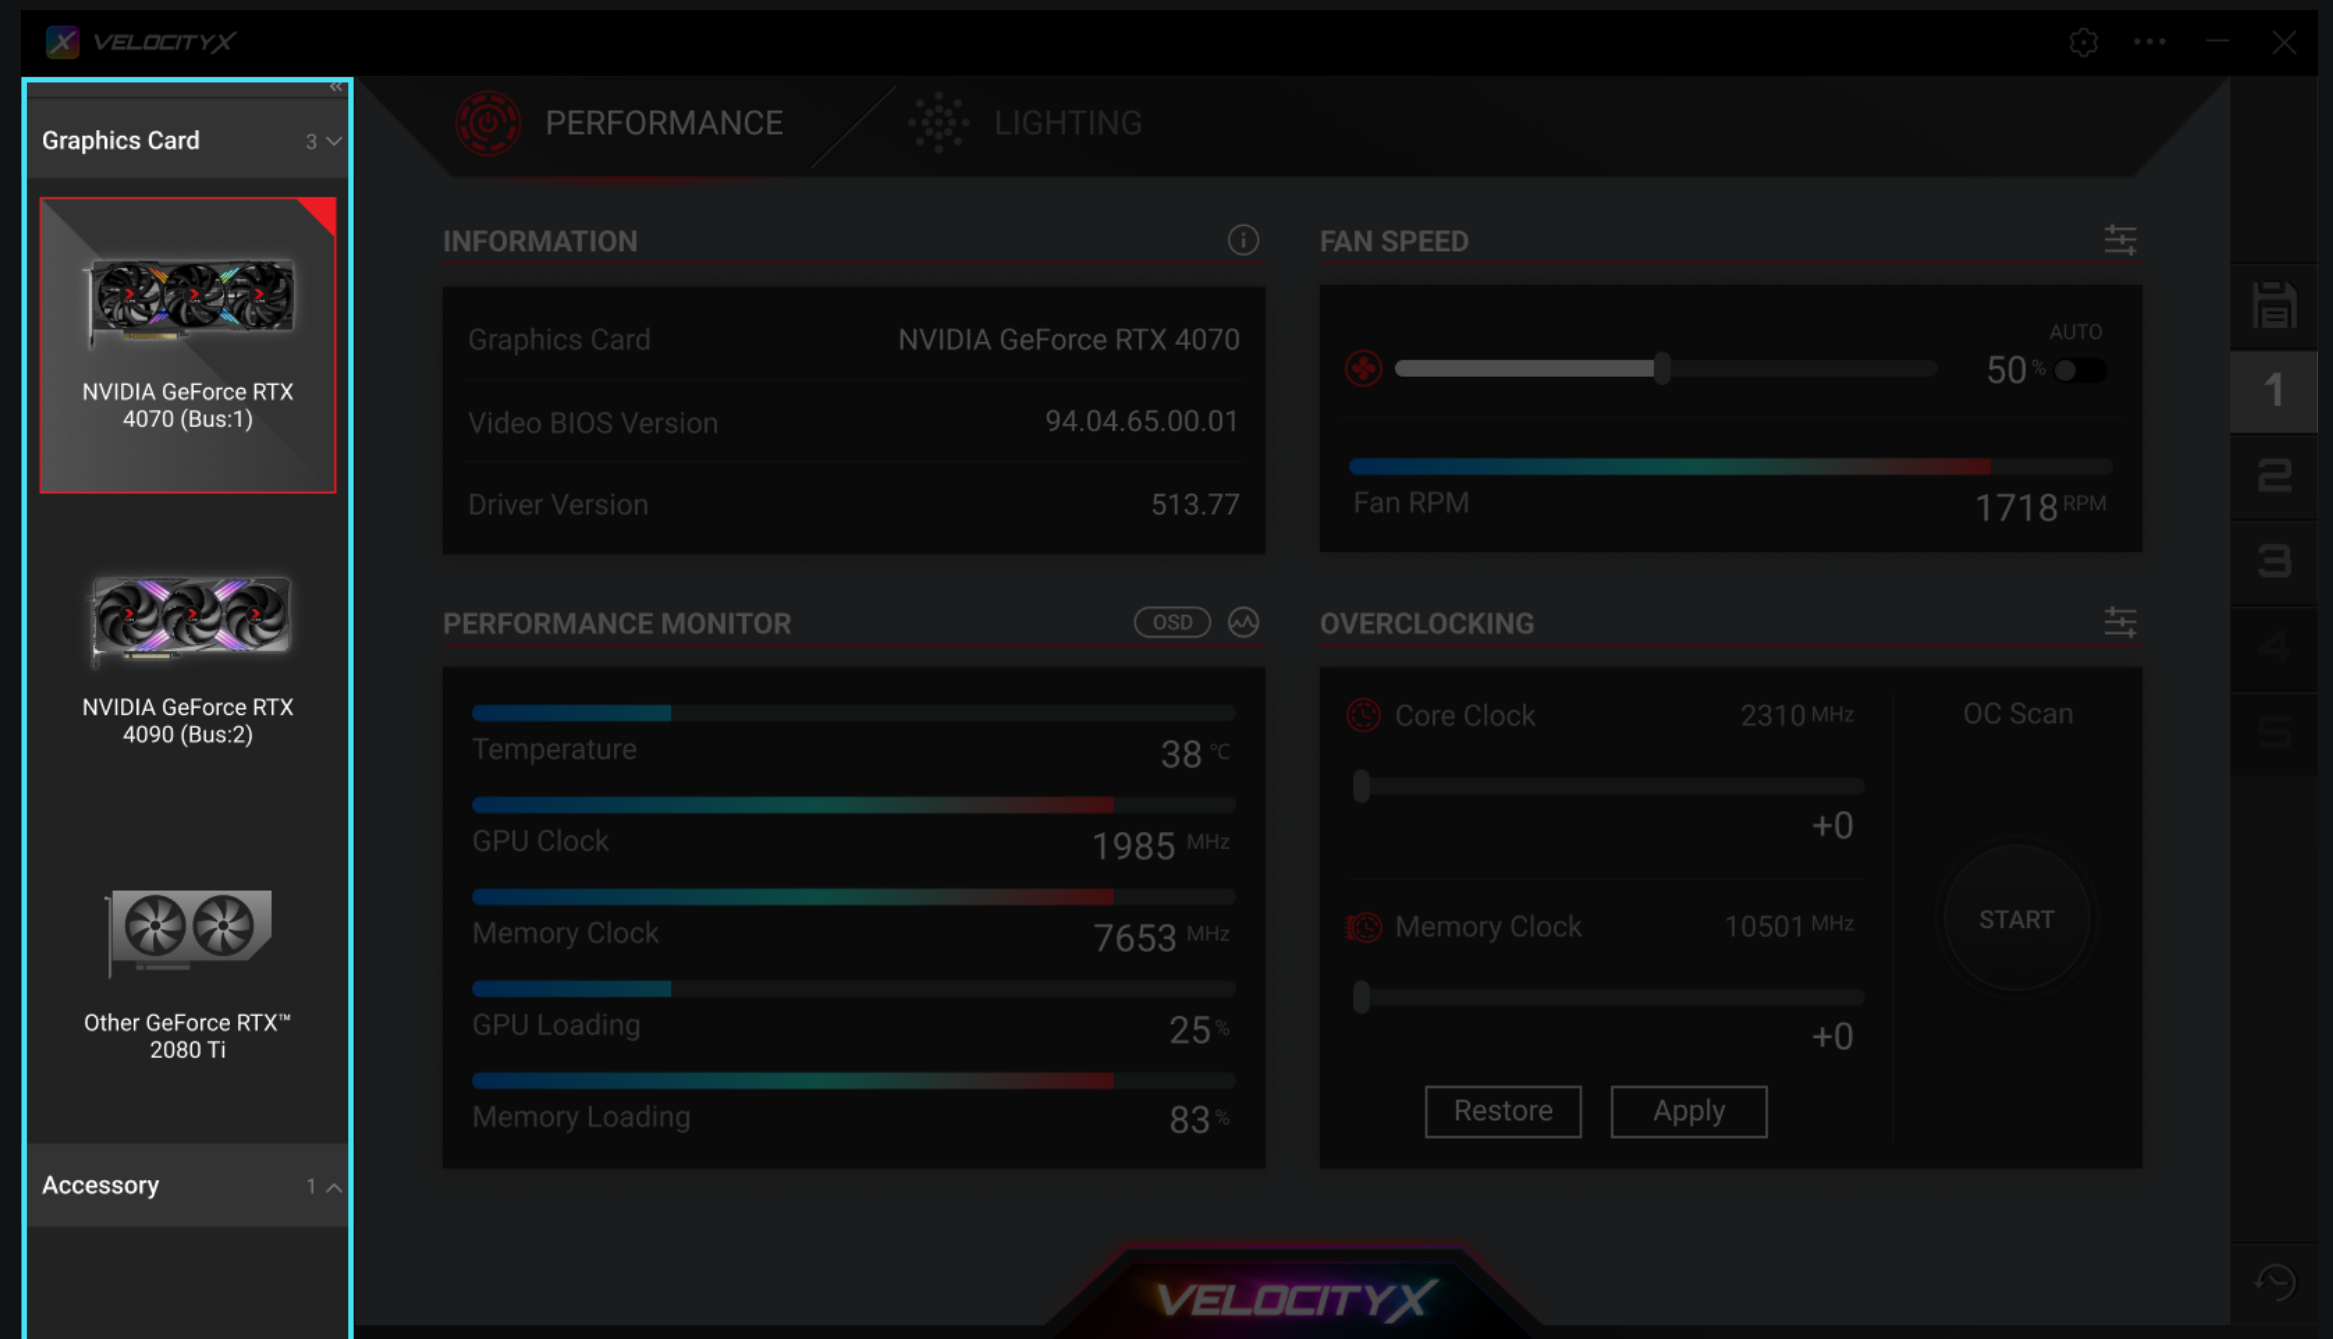 VELOCITYX
Graphics Card 3
NVIDIA GeForce RTX
4070 (Bus:1)
NVIDIA GeForce RTX
4090 (Bus:2)
Other GeForce RTX™
2080 Ti
Accessory 1
PERFORMANCE
LIGHTING
INFORMATION
Graphics Card NVIDIA GeForce RTX 4070
Video BIOS Version 94.04.65.00.01
Driver Version 513.77
FAN SPEED
AUTO
50 %
Fan RPM 1718 RPM
PERFORMANCE MONITOR OSD
Temperature 38 °C
GPU Clock 1985 MHz
Memory Clock 7653 MHz
GPU Loading 25 %
Memory Loading 83 %
OVERCLOCKING
Core Clock 2310 MHz
+0
Memory Clock 10501 MHz
+0
Restore Apply
OC Scan
START
1
2
3
4
5
VELOCITYX